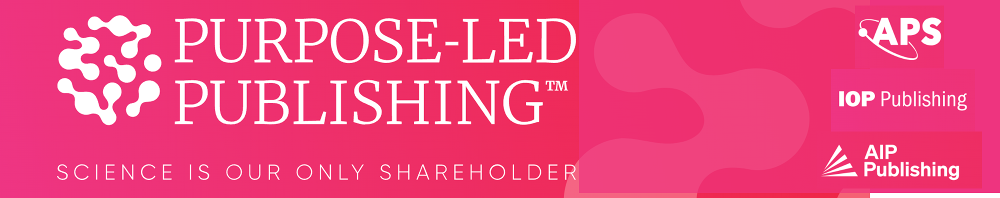 PURPOSE-LED
PUBLISHING™
SCIENCE IS OUR ONLY SHAREHOLDER
APS
IOP Publishing
AIP
Publishing